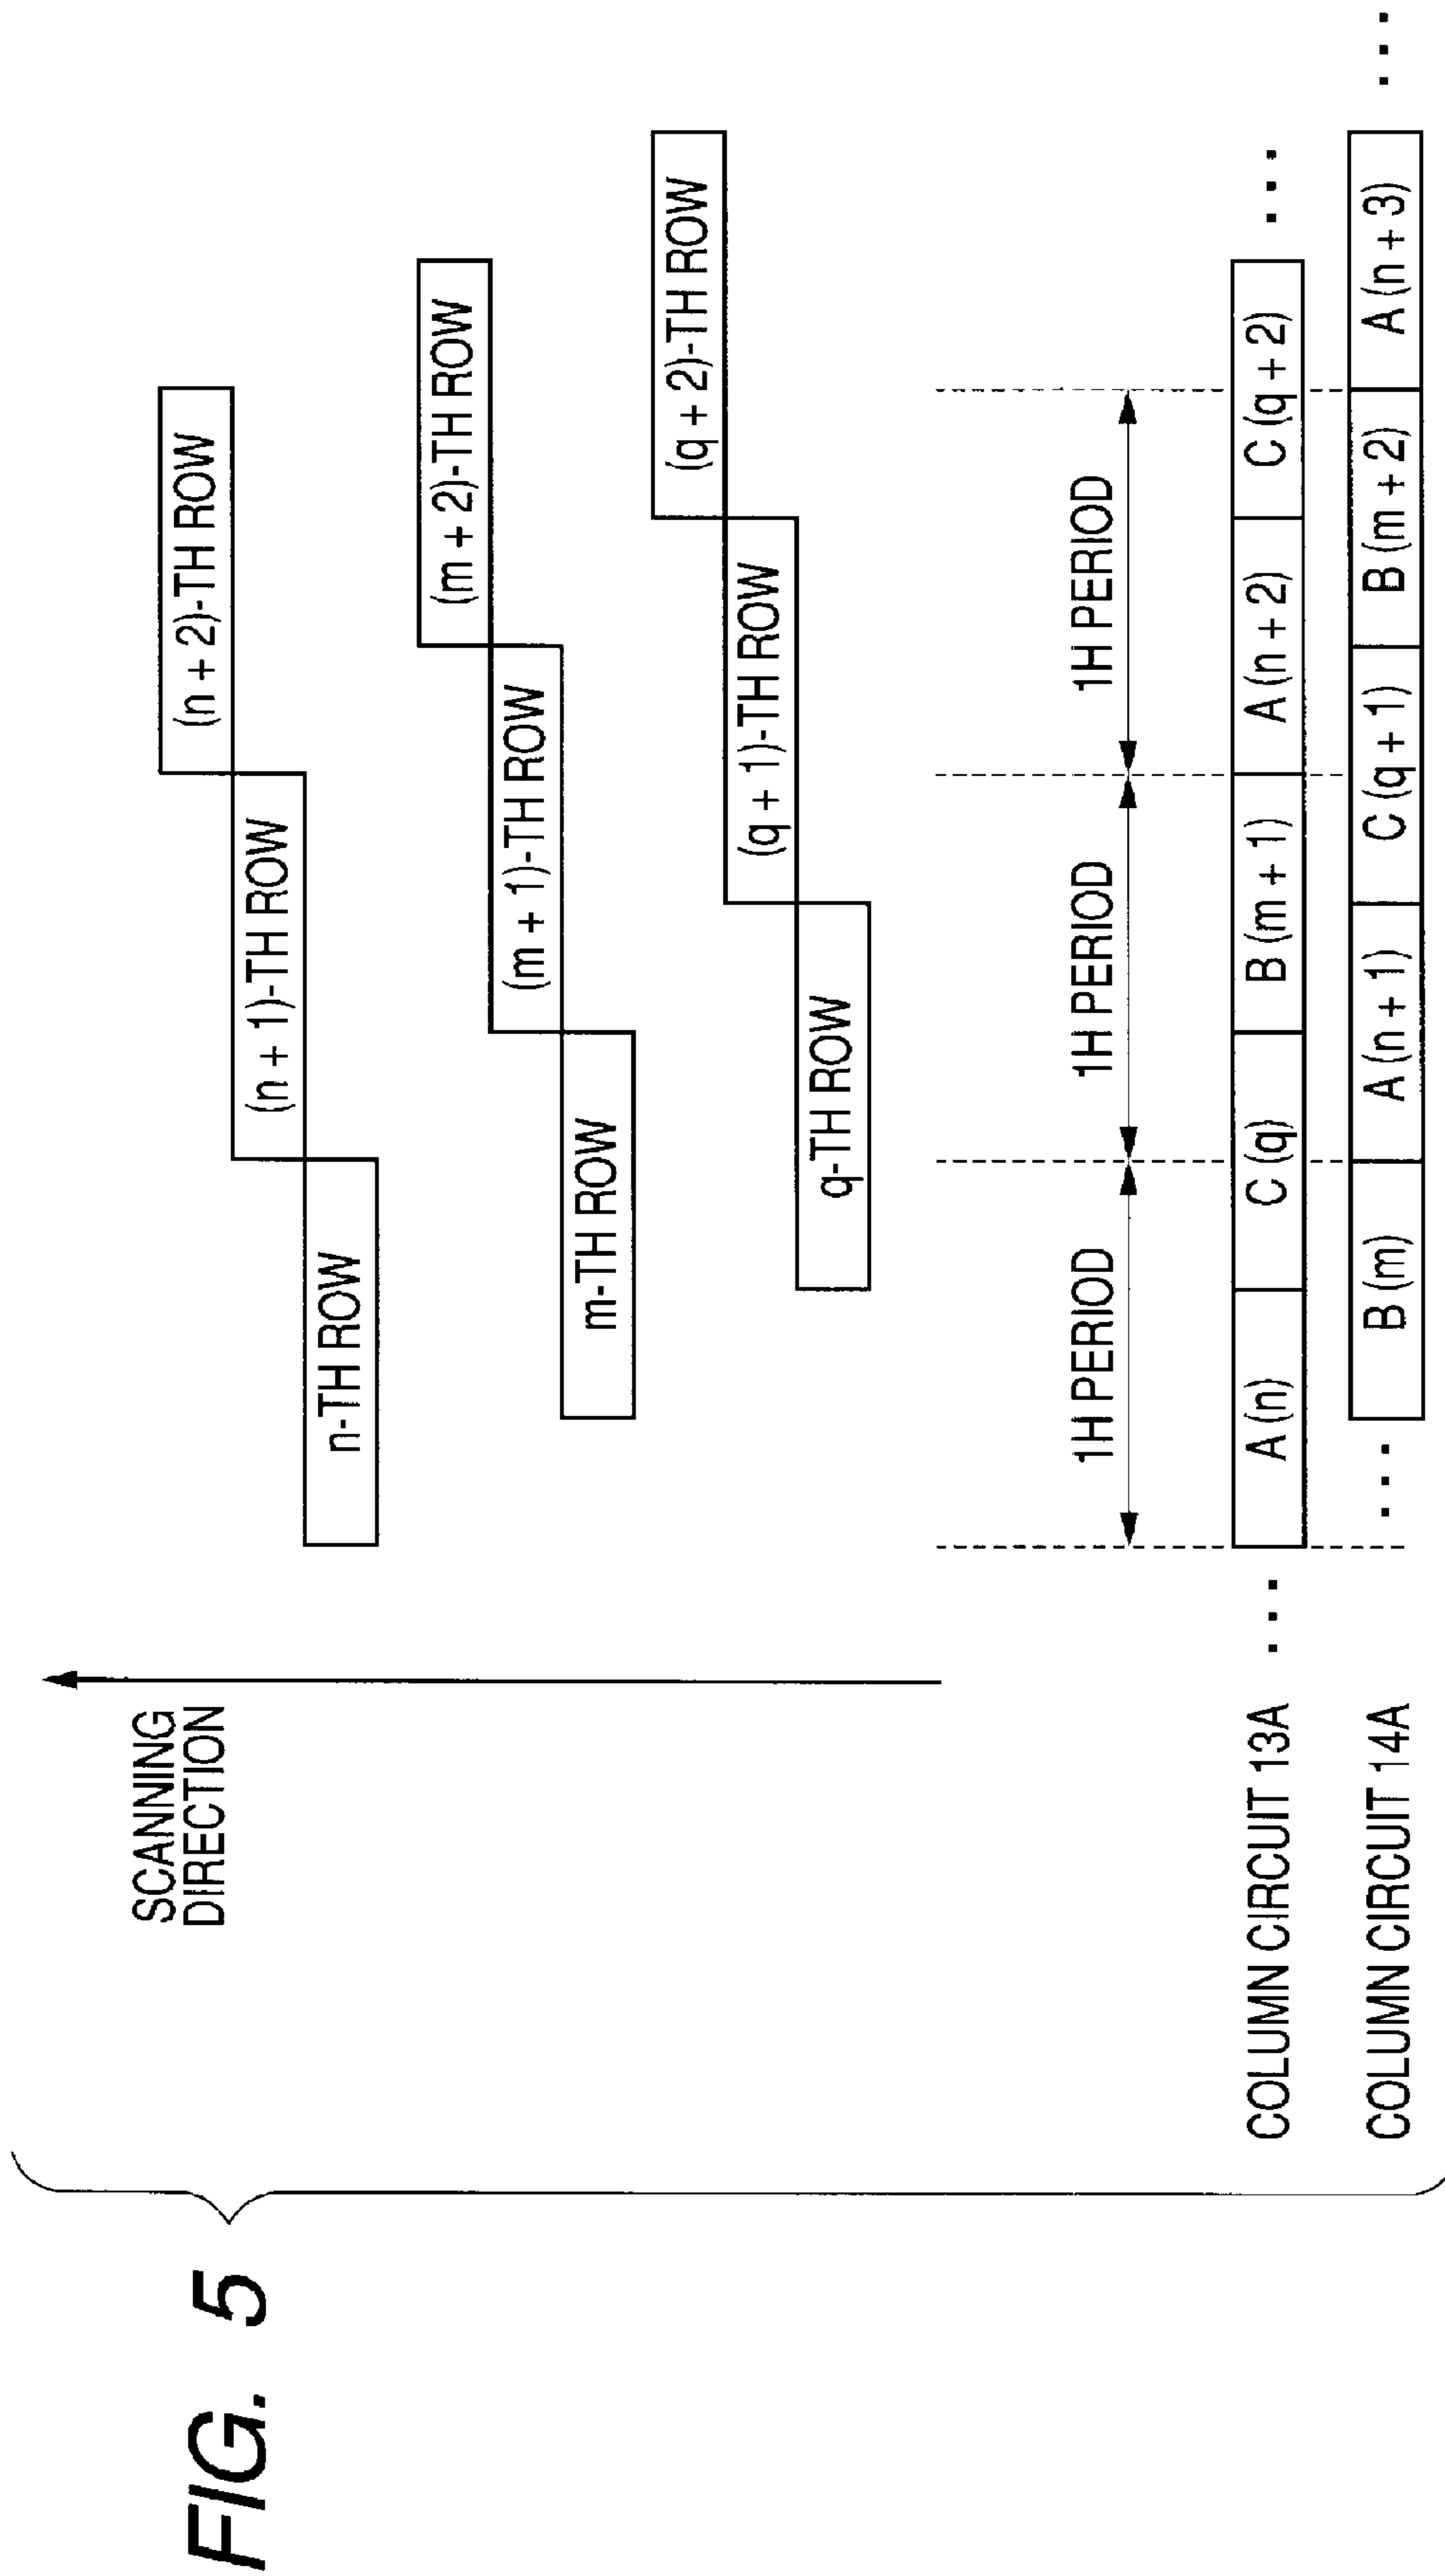 FIG. 5
SCANNING
DIRECTION
(n + 2)-TH ROW
(n + 1)-TH ROW
n-TH ROW
(m + 2)-TH ROW
(m + 1)-TH ROW
m-TH ROW
(q + 2)-TH ROW
(q + 1)-TH ROW
q-TH ROW
1H PERIOD 1H PERIOD 1H PERIOD
COLUMN CIRCUIT 13A ... A (n) C (q) B (m + 1) A (n + 2) C (q + 2) ...
COLUMN CIRCUIT 14A ... B (m) A (n + 1) C (q + 1) B (m + 2) A (n + 3) ...